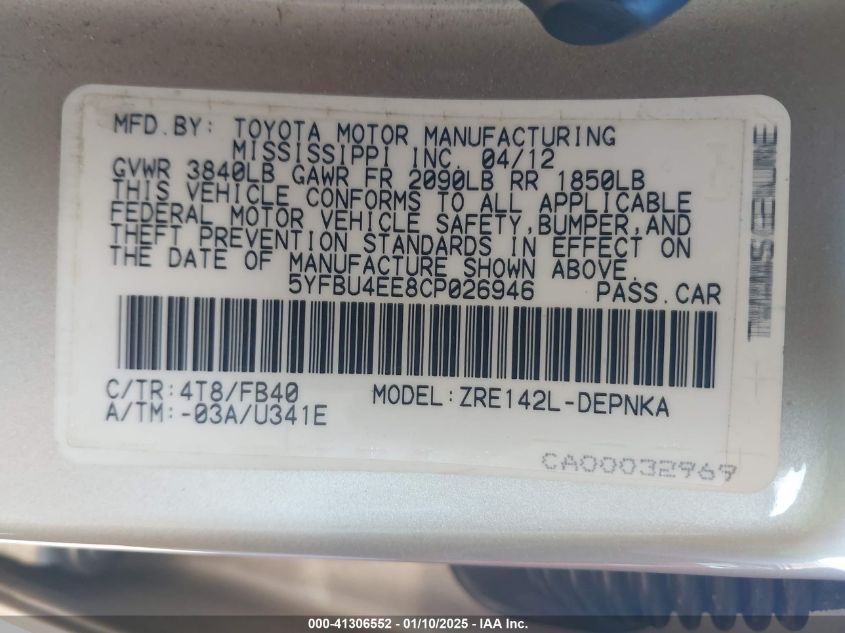 MFD.BY: TOYOTA MOTOR MANUFACTURING
MISSISSIPPI INC. 04/12
GVWR 3840LB GAWR FR 2090LB RR 1850LB
THIS VEHICLE CONFORMS TO ALL APPLICABLE
FEDERAL MOTOR VEHICLE SAFETY,BUMPER,AND
THEFT PREVENTION STANDARDS IN EFFECT ON
THE DATE OF MANUFACTURE SHOWN ABOVE.
5YFBU4EE8CP026946 PASS.CAR
C/TR:4T8/FB40 MODEL:ZRE142L-DEPNKA
A/TM:-03A/U341E
CA00032969
000-41306552 — 01/10/2025 — IAA Inc.